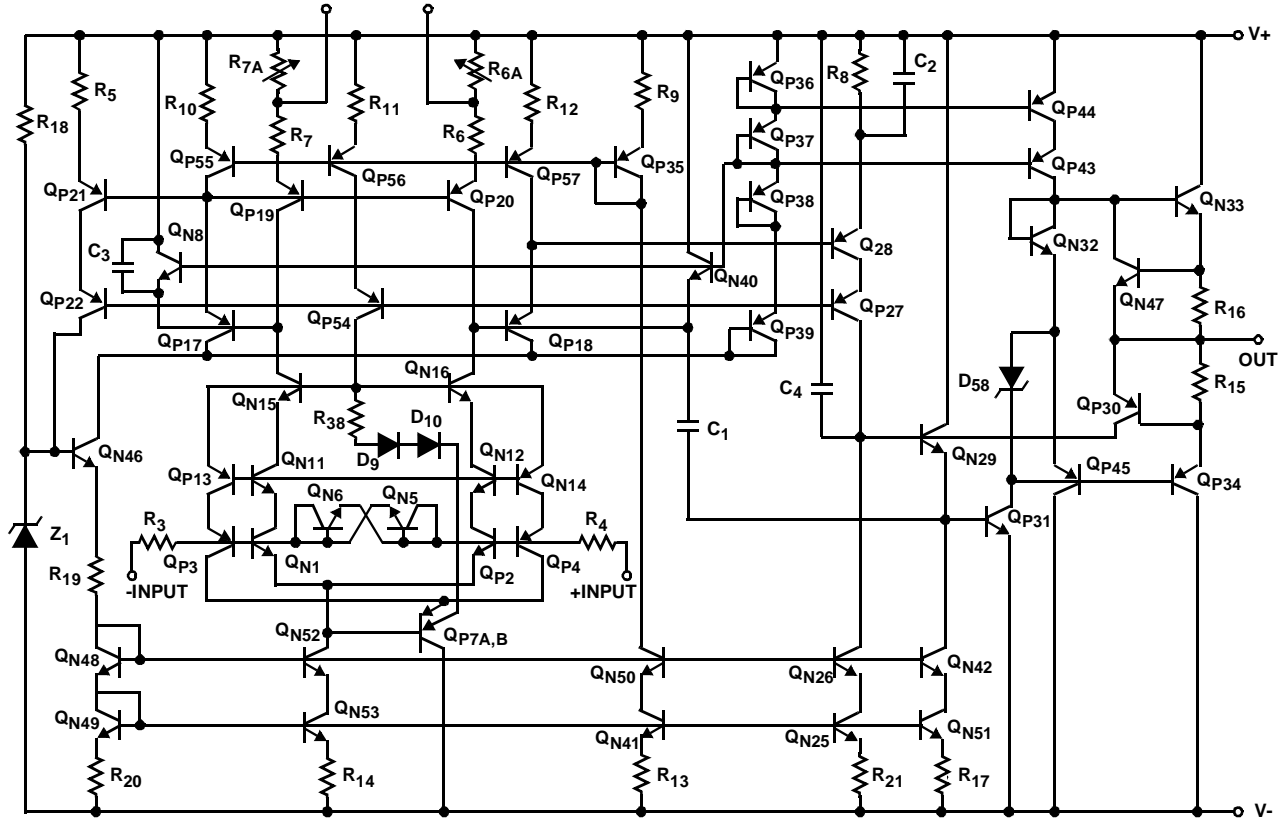 V+
R7A
R6A
C2
R5
R18
R10
R11
R12
R9
R8
QP36
QP44
R7
R6
QP37
QP55
QP56
QP57
QP35
QP43
QP21
QP19
QP20
QP38
QN33
QN8
Q28
QN32
C3
QN40
QN47
QP22
QP54
QP27
R16
QP17
QP18
QP39
OUT
QN15
QN16
D58
R15
C4
QP30
R38
D10
C1
D9
QN46
QN11
QN12
QN29
QP45
QP13
QN14
QP34
QN6
QN5
R3
R4
QP31
Z1
QP3
QN1
QP2
QP4
R19
-INPUT
+INPUT
QN52
QP7A,B
QN48
QN50
QN26
QN42
QN49
QN53
QN41
QN25
QN51
R20
R14
R13
R21
R17
V-